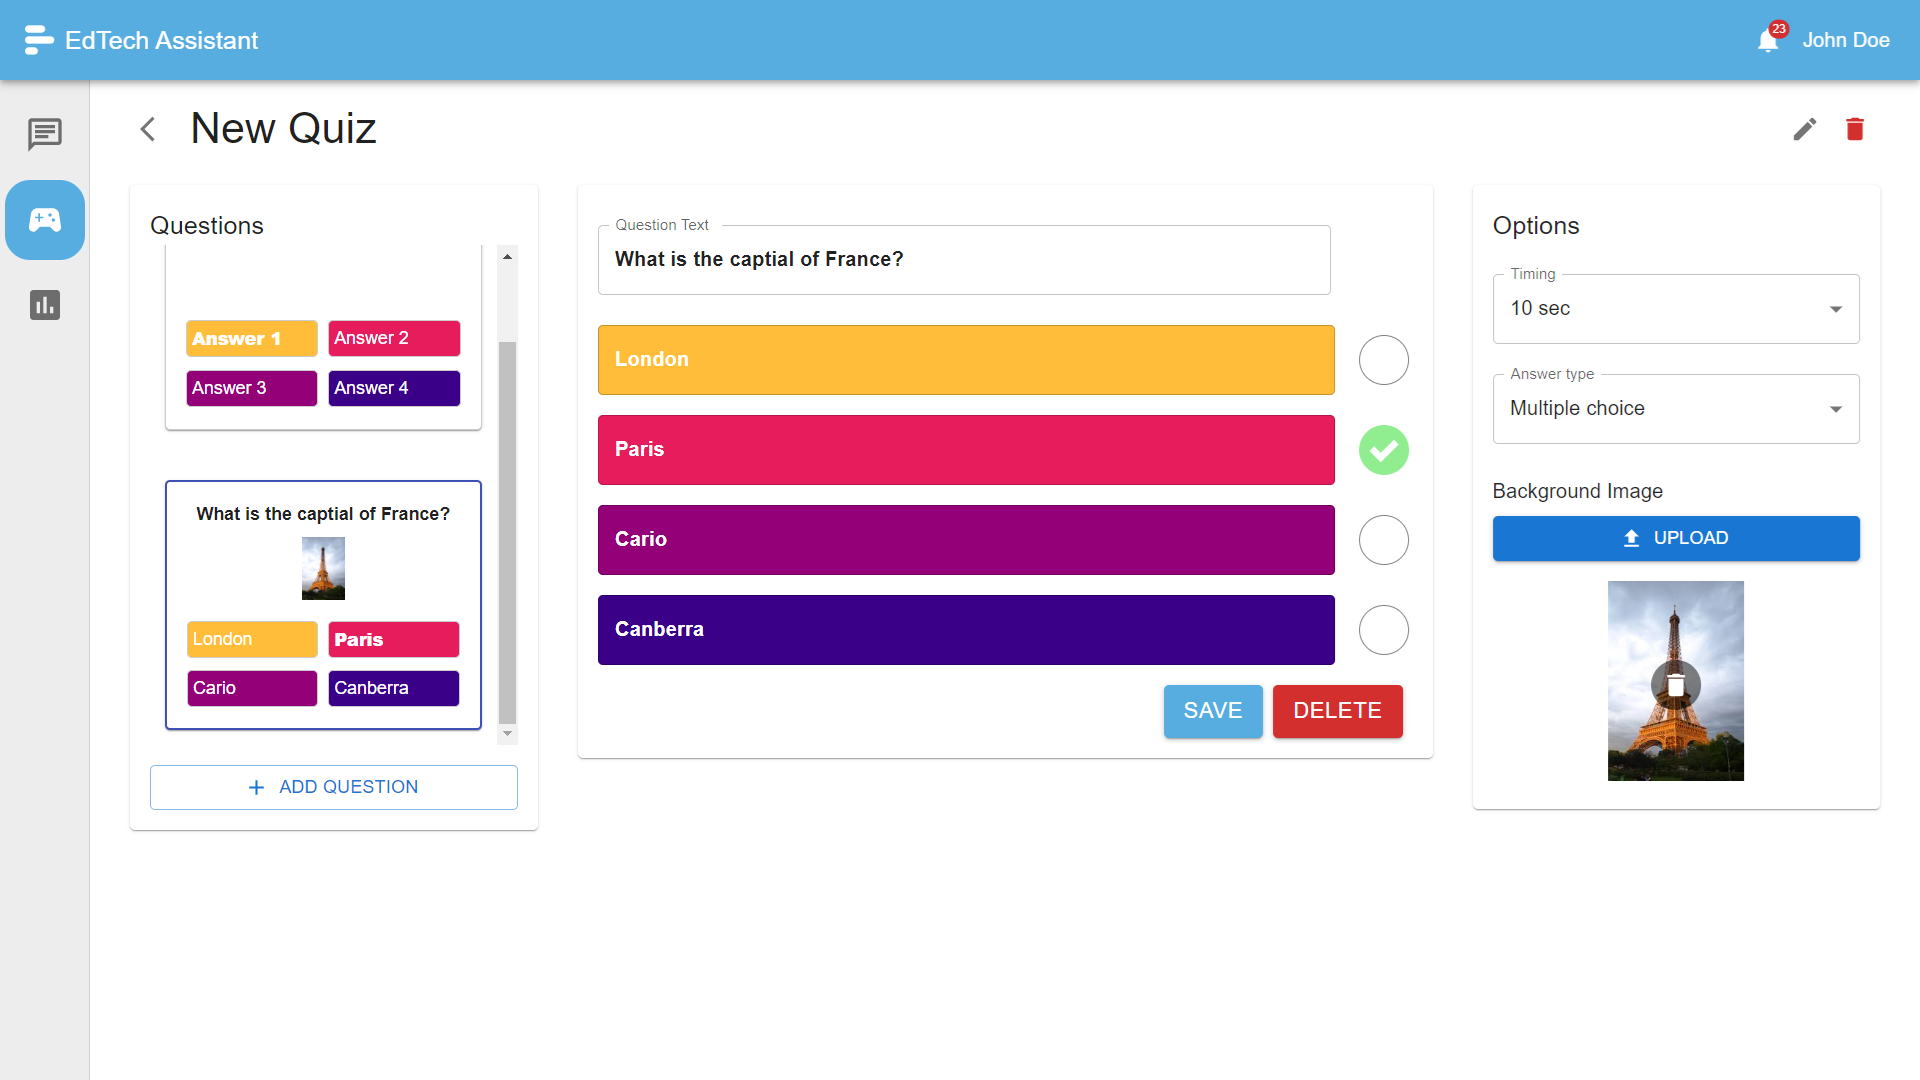 EdTech Assistant
23
John Doe
New Quiz
Questions
Answer 1
Answer 2
Answer 3
Answer 4
What is the captial of France?
London
Paris
Cario
Canberra
ADD QUESTION
Question Text
What is the captial of France?
London
Paris
Cario
Canberra
SAVE
DELETE
Options
Timing
10 sec
Answer type
Multiple choice
Background Image
UPLOAD